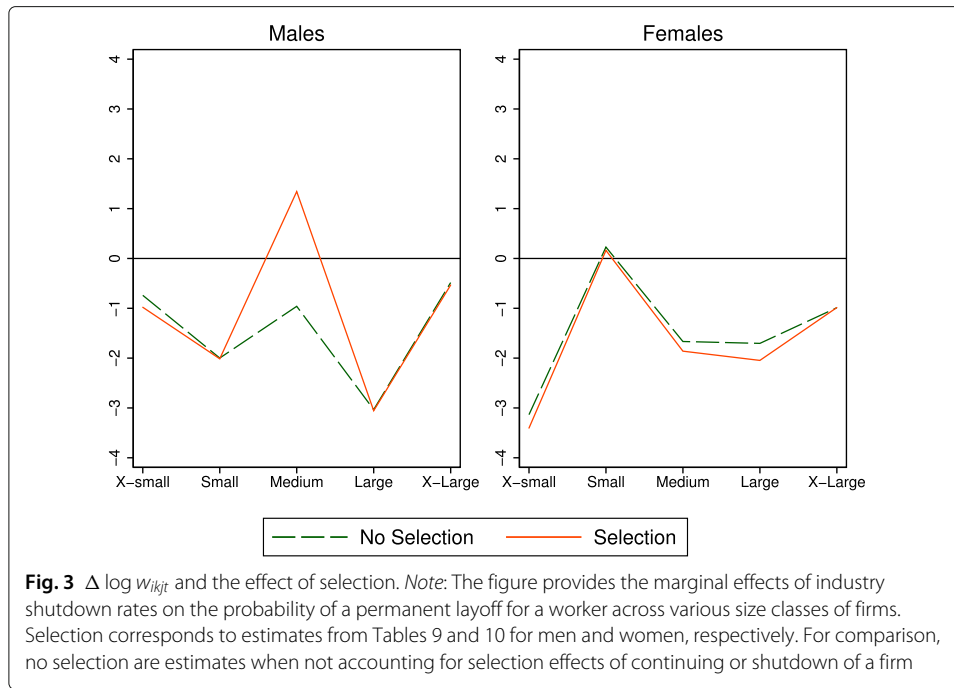 Males Females
4 4
3 3
2 2
1 1
0 0
−1 −1
−2 −2
−3 −3
−4 −4
X−small Small Medium Large X−Large X−small Small Medium Large X−Large
No Selection Selection
Fig. 3 Δ log w_ikjt and the effect of selection. Note: The figure provides the marginal effects of industry
shutdown rates on the probability of a permanent layoff for a worker across various size classes of firms.
Selection corresponds to estimates from Tables 9 and 10 for men and women, respectively. For comparison,
no selection are estimates when not accounting for selection effects of continuing or shutdown of a firm